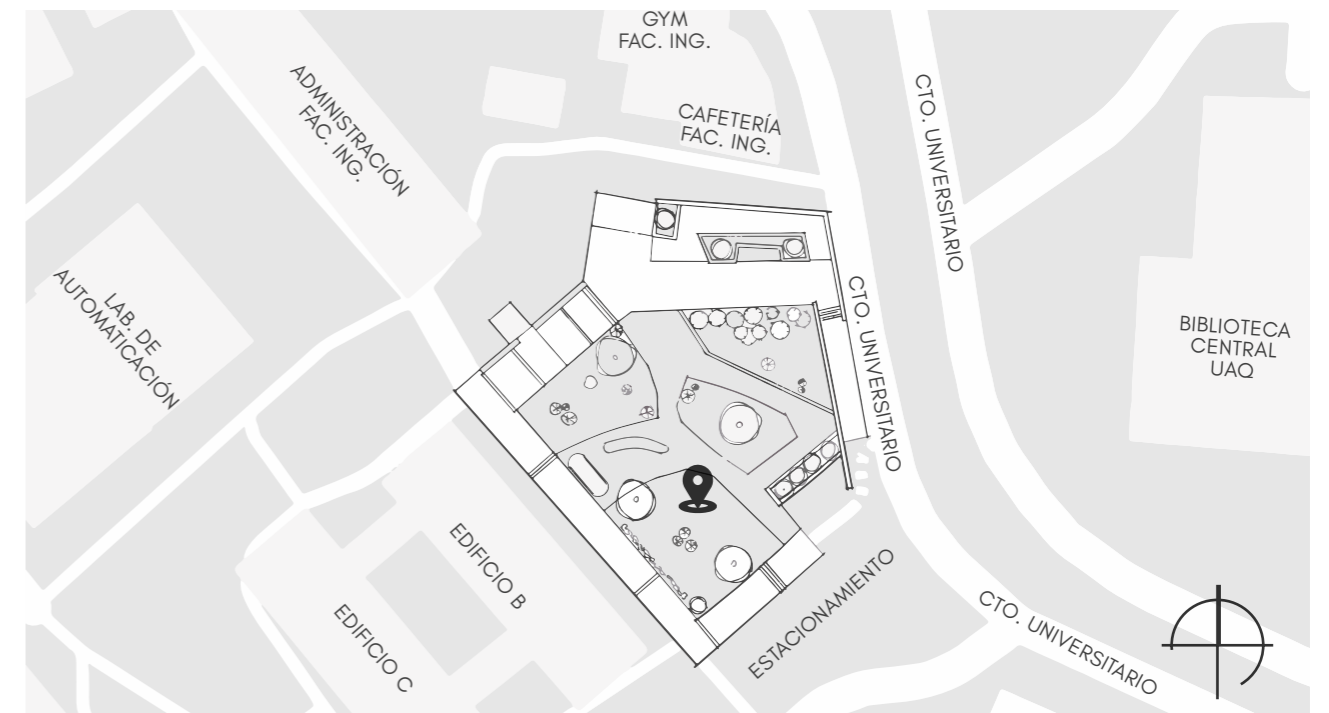 GYM
FAC. ING.
ADMINISTRACIÓN
FAC. ING.
CAFETERÍA
FAC. ING.
CTO. UNIVERSITARIO
LAB. DE
AUTOMATICACIÓN
CTO. UNIVERSITARIO
BIBLIOTECA
CENTRAL
UAQ
EDIFICIO B
EDIFICIO C
ESTACIONAMIENTO
CTO. UNIVERSITARIO